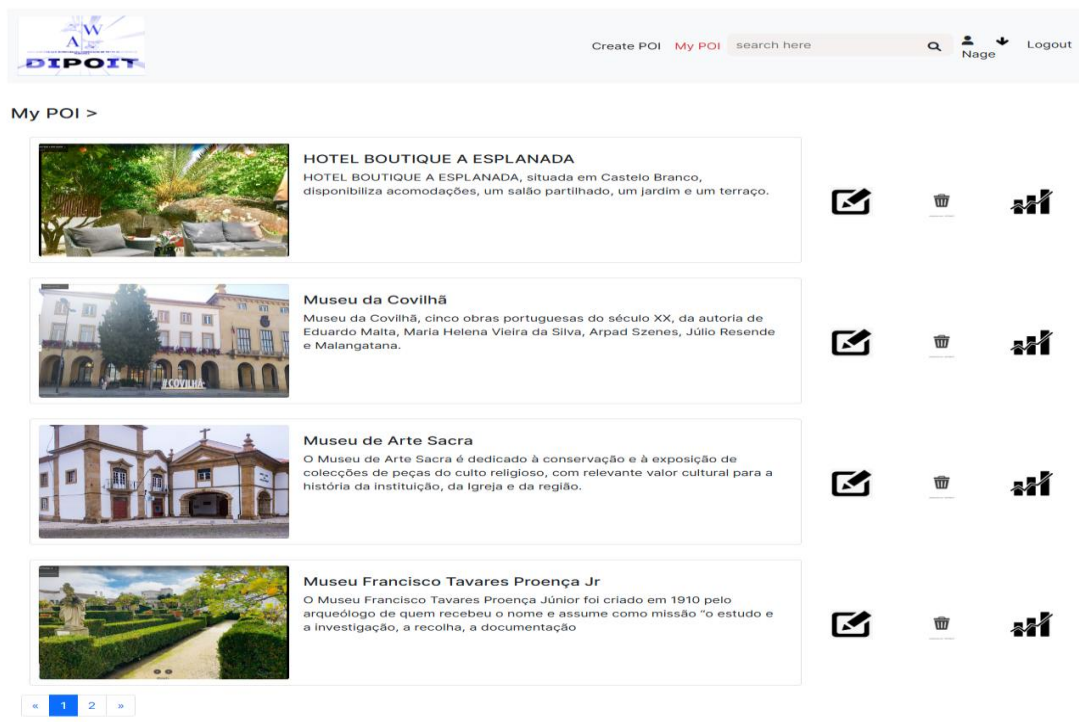 AW
DIPOIT
Create POI My POI search here Nage Logout
My POI >
HOTEL BOUTIQUE A ESPLANADA
HOTEL BOUTIQUE A ESPLANADA, situada em Castelo Branco,
disponibiliza acomodações, um salão partilhado, um jardim e um terraço.
Museu da Covilhã
Museu da Covilhã, cinco obras portuguesas do século XX, da autoria de
Eduardo Malta, Maria Helena Vieira da Silva, Arpad Szenes, Júlio Resende
e Malangatana.
#COVILHA
Museu de Arte Sacra
O Museu de Arte Sacra é dedicado à conservação e à exposição de
colecções de peças do culto religioso, com relevante valor cultural para a
história da instituição, da Igreja e da região.
Museu Francisco Tavares Proença Jr
O Museu Francisco Tavares Proença Júnior foi criado em 1910 pelo
arqueólogo de quem recebeu o nome e assume como missão “o estudo e
a investigação, a recolha, a documentação
« 1 2 »